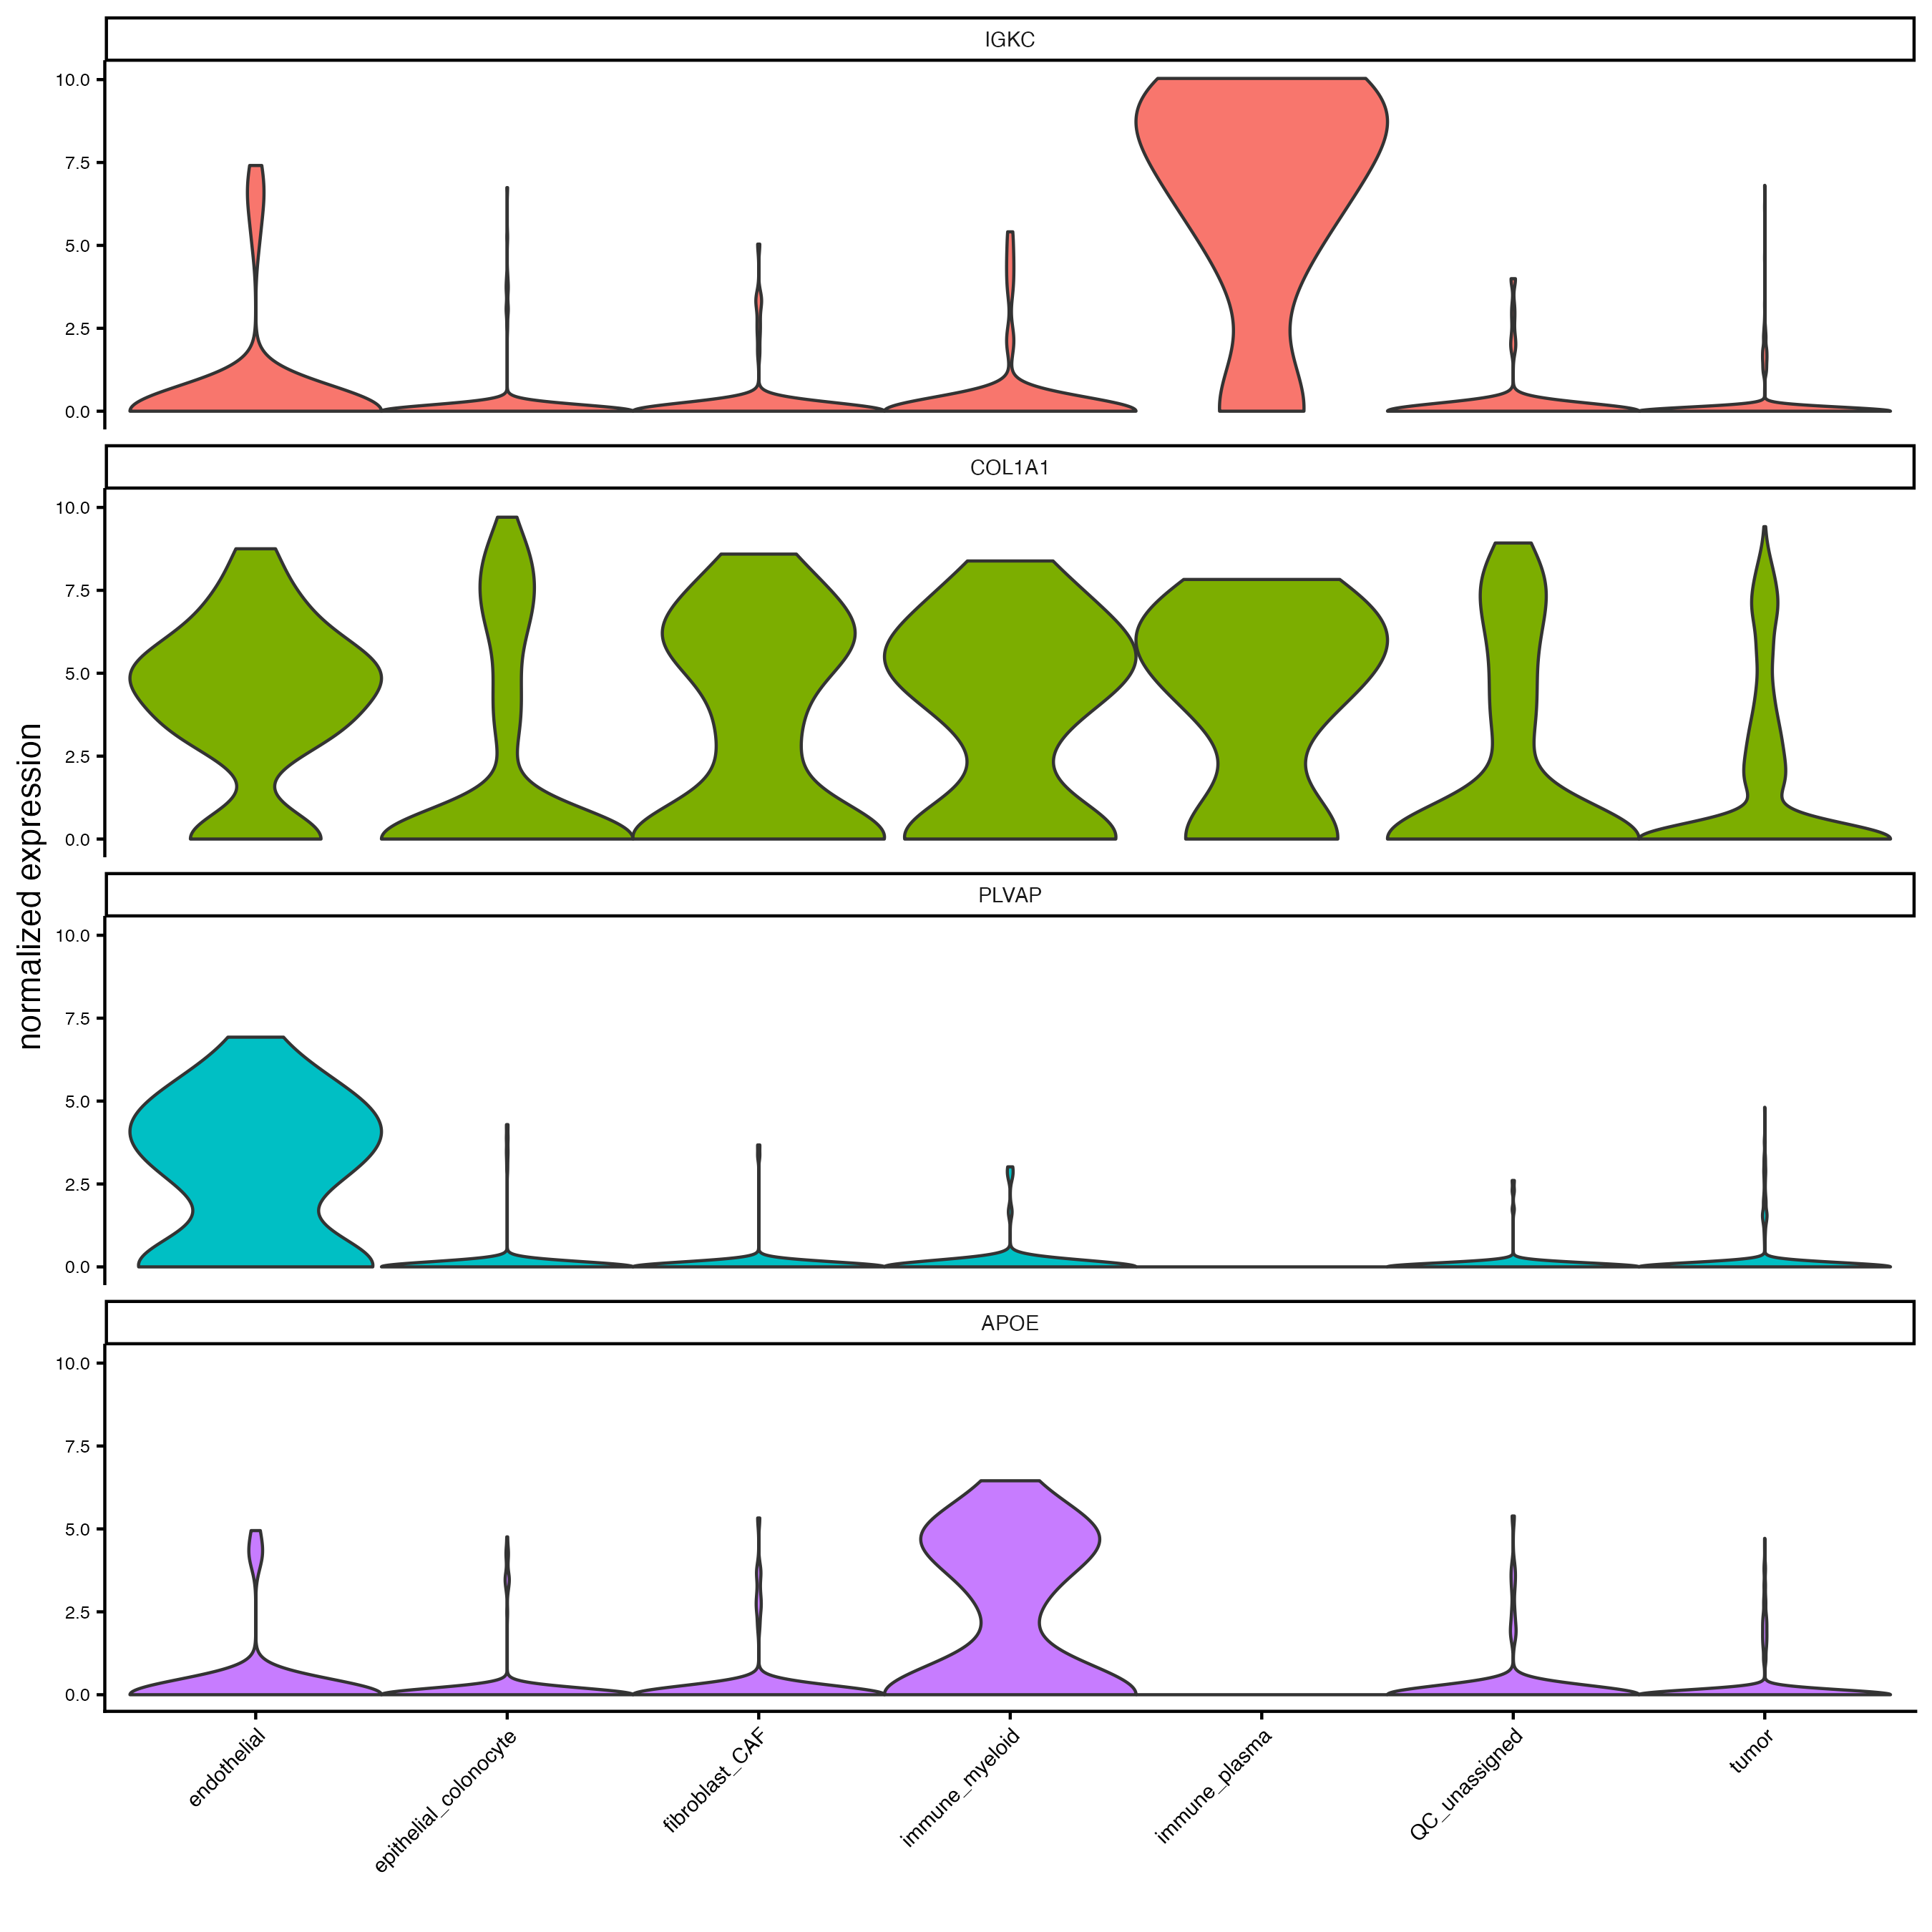 normalized expression
IGKC
10.0
7.5
5.0
2.5
0.0
COL1A1
10.0
7.5
5.0
2.5
0.0
PLVAP
10.0
7.5
5.0
2.5
0.0
APOE
10.0
7.5
5.0
2.5
0.0
endothelial
epithelial_colonocyte
fibroblast_CAF
immune_myeloid
immune_plasma
QC_unassigned
tumor